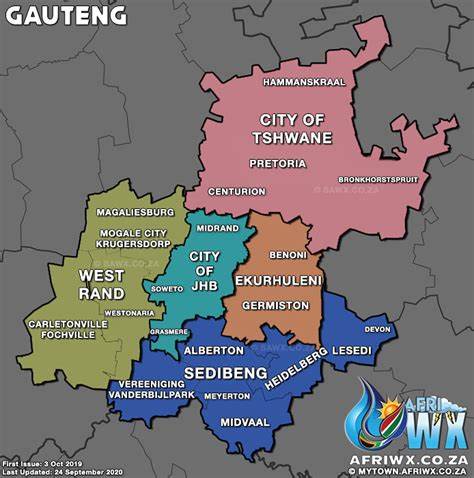 GAUTENG
HAMMANSKRAAL
CITY OF
TSHWANE
PRETORIA
BRONKHORSTSPRUIT
© SAWX.CO.ZA
CENTURION
MAGALIESBURG
MIDRAND
MOGALE CITY
KRUGERSDORP
CITY
OF
JHB
BENONI
© SAWX.CO.ZA
WEST
RAND
SOWETO
EKURHULENI
GERMISTON
WESTONARIA
CARLETONVILLE
FOCHVILLE
GRASMERE
DEVON
ALBERTON
LESEDI
HEIDELBERG
SEDIBENG
VEREENIGING
VANDERBIJLPARK
MEYERTON
MIDVAAL
AFRI
WX
AFRIWX.CO.ZA
© MYTOWN.AFRIWX.CO.ZA
First Issue: 3 Oct 2019
Last Updated: 24 September 2020